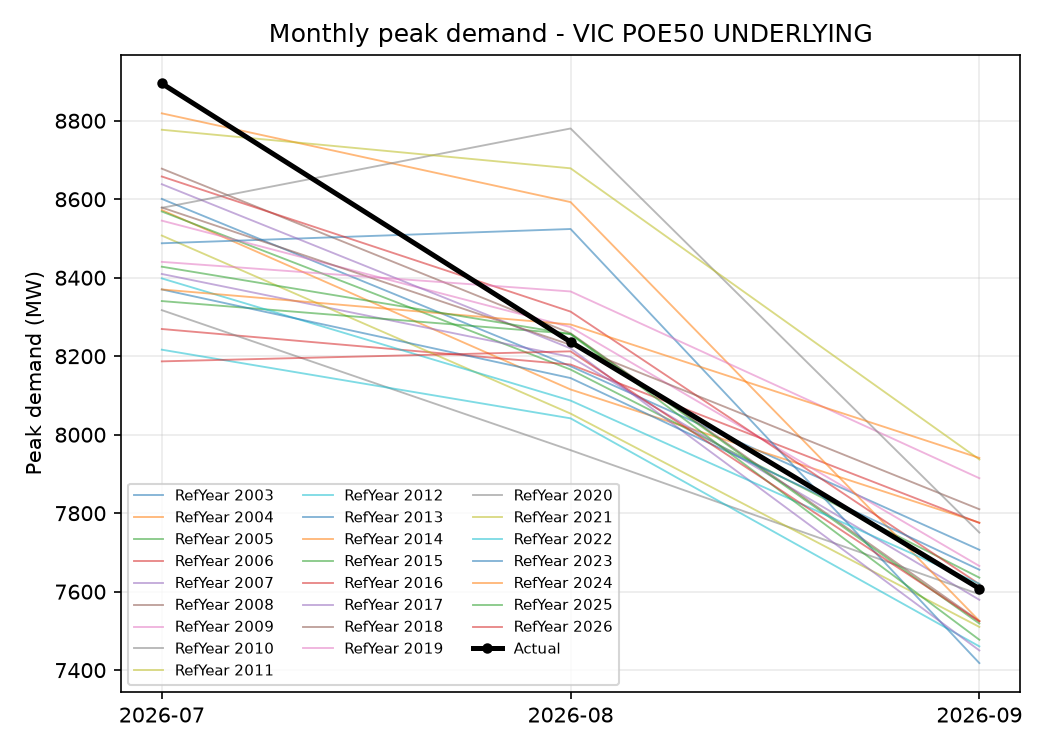 Monthly peak demand - VIC POE50 UNDERLYING
Peak demand (MW)
8800
8600
8400
8200
8000
7800
7600
7400
2026-07
2026-08
2026-09
RefYear 2003
RefYear 2004
RefYear 2005
RefYear 2006
RefYear 2007
RefYear 2008
RefYear 2009
RefYear 2010
RefYear 2011
RefYear 2012
RefYear 2013
RefYear 2014
RefYear 2015
RefYear 2016
RefYear 2017
RefYear 2018
RefYear 2019
RefYear 2020
RefYear 2021
RefYear 2022
RefYear 2023
RefYear 2024
RefYear 2025
RefYear 2026
Actual